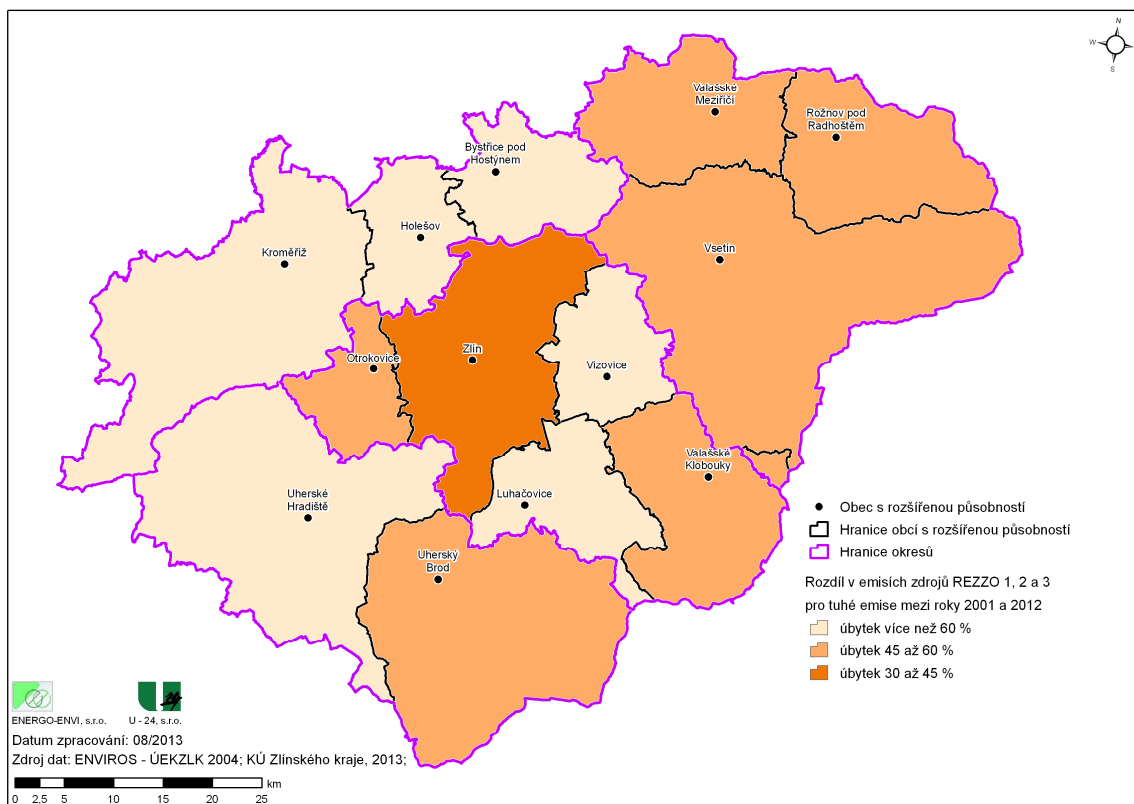 N
W
S
Valašské
Meziříčí
Rožnov pod
Radhoštěm
Bystřice pod
Hostýnem
Holešov
Kroměříž
Vsetín
Otrokovice
Zlín
Vizovice
Valašské
Klobouky
Uherské
Hradiště
Luhačovice
Uherský
Brod
Obec s rozšířenou působností
Hranice obcí s rozšířenou působností
Hranice okresů
Rozdíl v emisích zdrojů REZZO 1, 2 a 3
pro tuhé emise mezi roky 2001 a 2012
úbytek více než 60 %
úbytek 45 až 60 %
úbytek 30 až 45 %
24
ENERGO-ENVI, s.r.o. U - 24, s.r.o.
Datum zpracování: 08/2013
Zdroj dat: ENVIROS - ÚEKZLK 2004; KÚ Zlínského kraje, 2013;
km
0 2,5 5 10 15 20 25